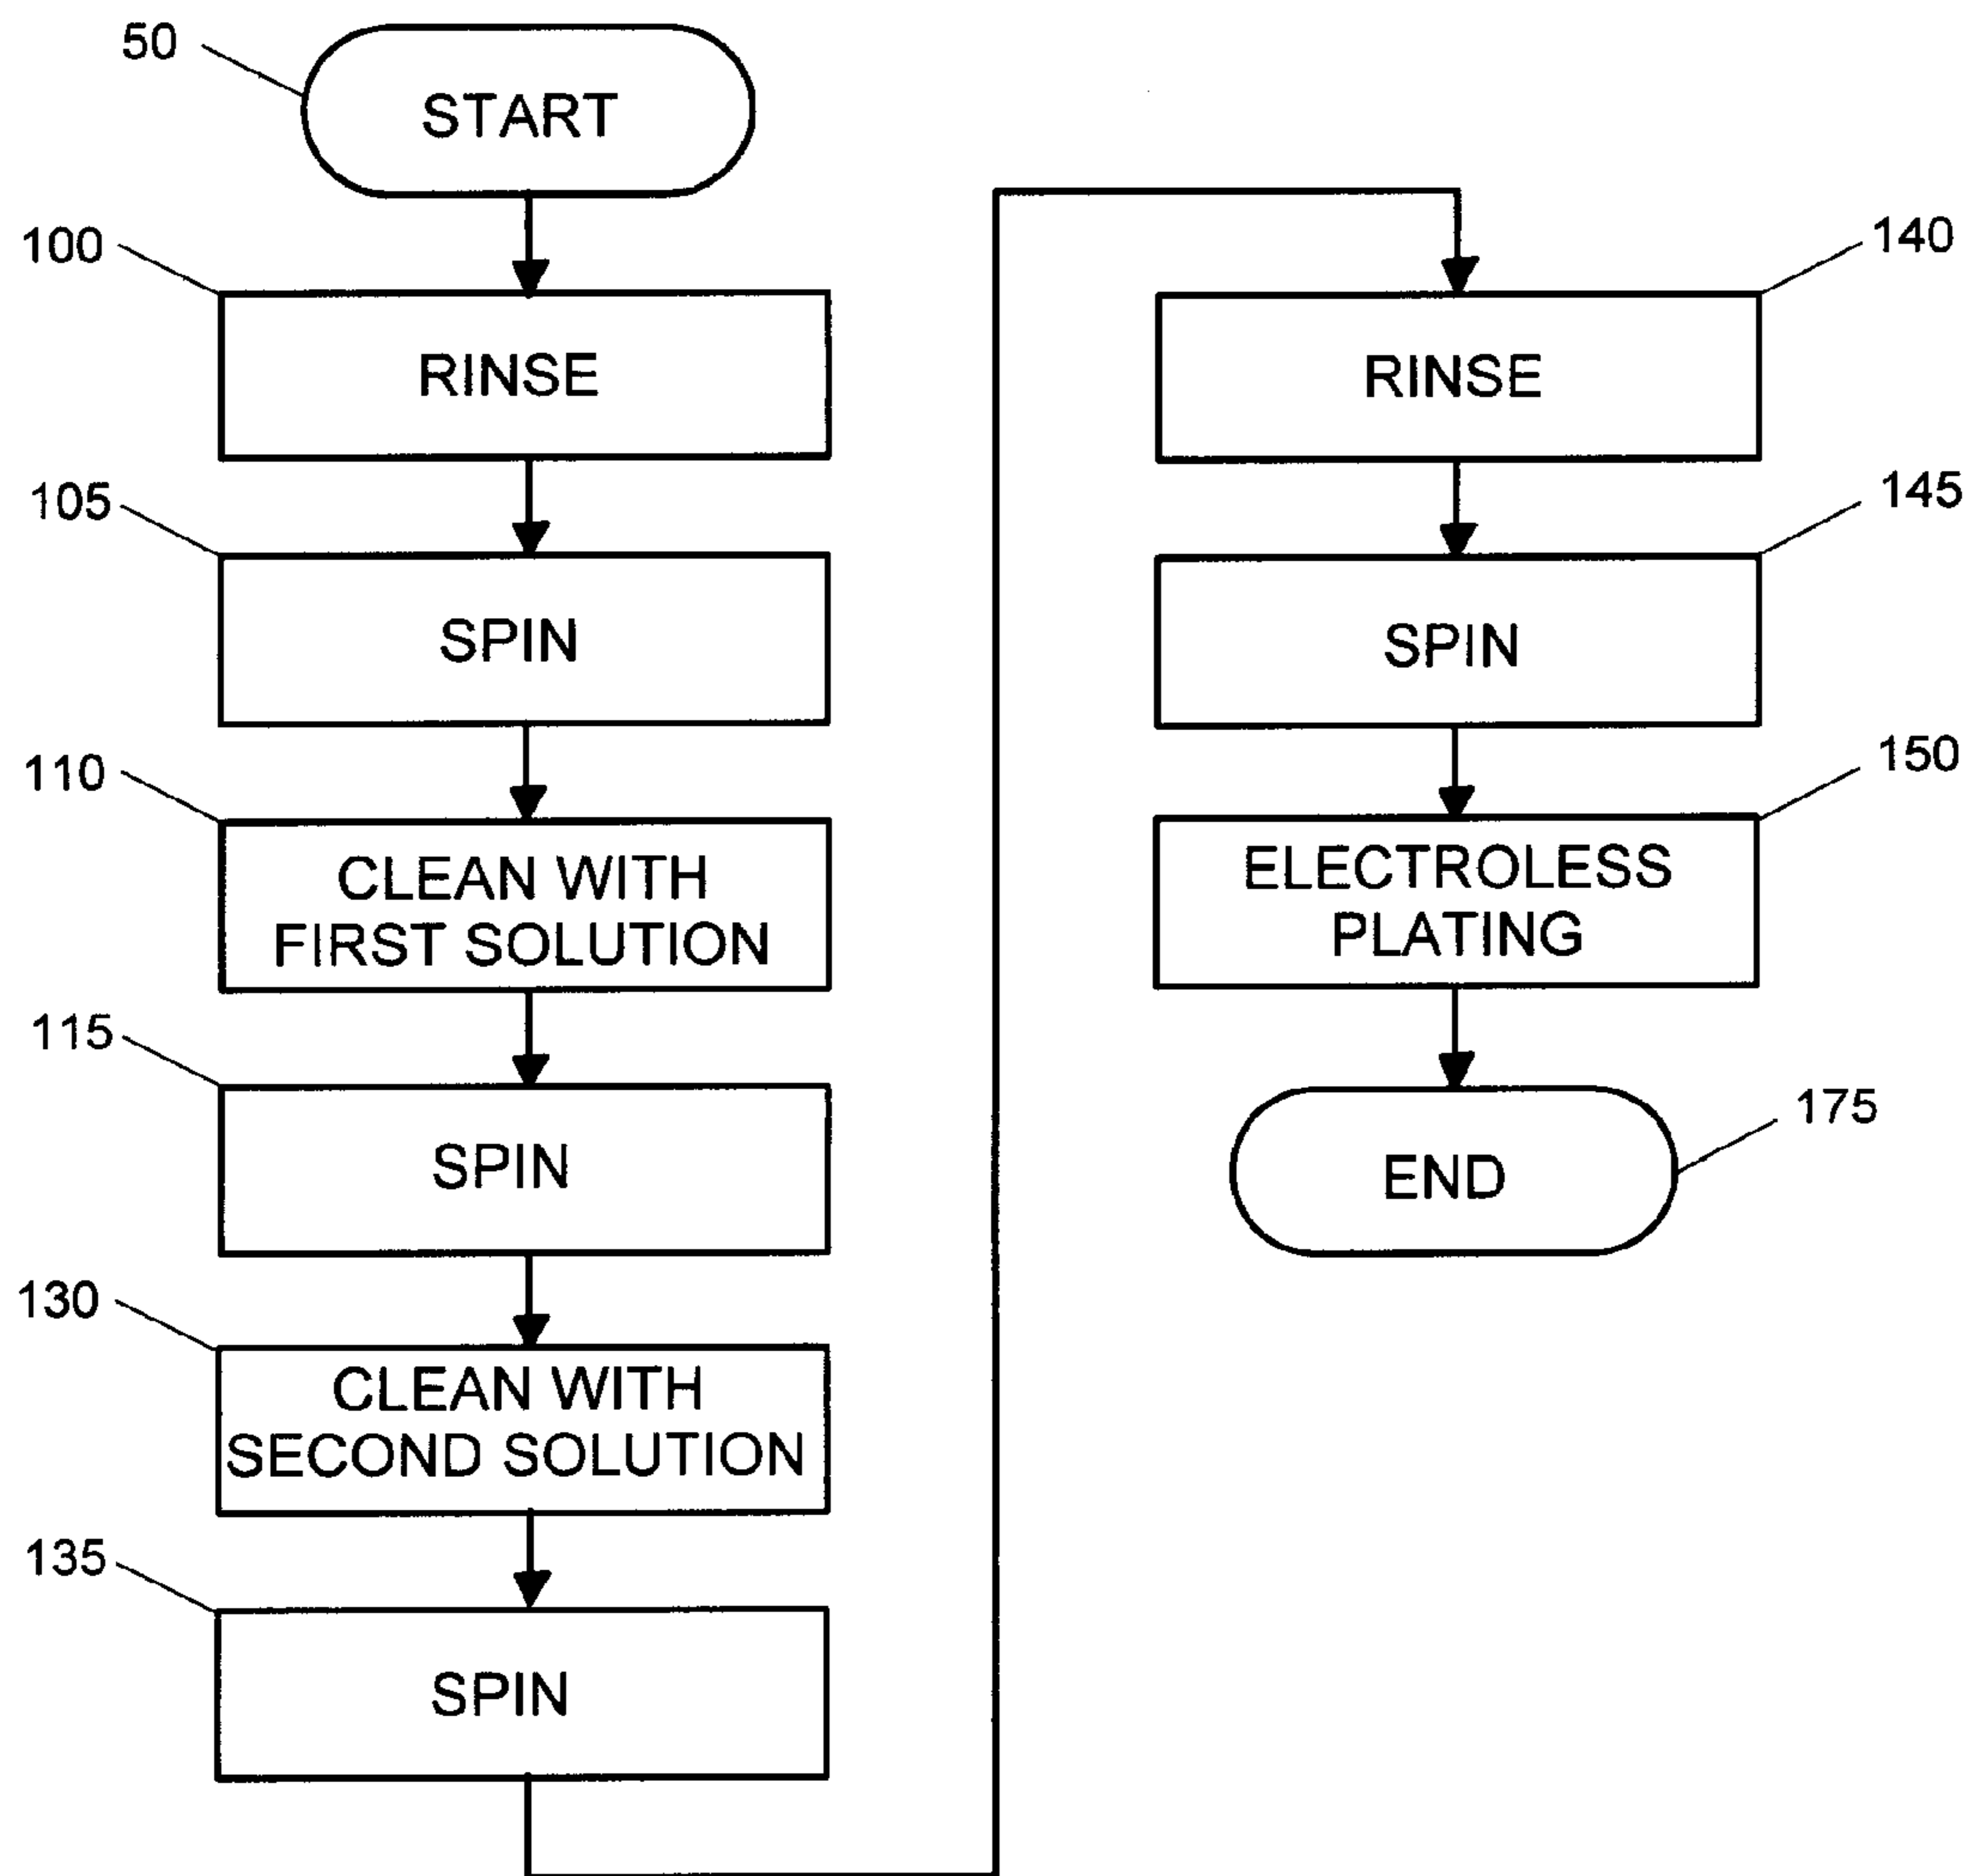 50
START
100
RINSE
105
SPIN
110
CLEAN WITH
FIRST SOLUTION
115
SPIN
130
CLEAN WITH
SECOND SOLUTION
135
SPIN
140
RINSE
145
SPIN
150
ELECTROLESS
PLATING
175
END